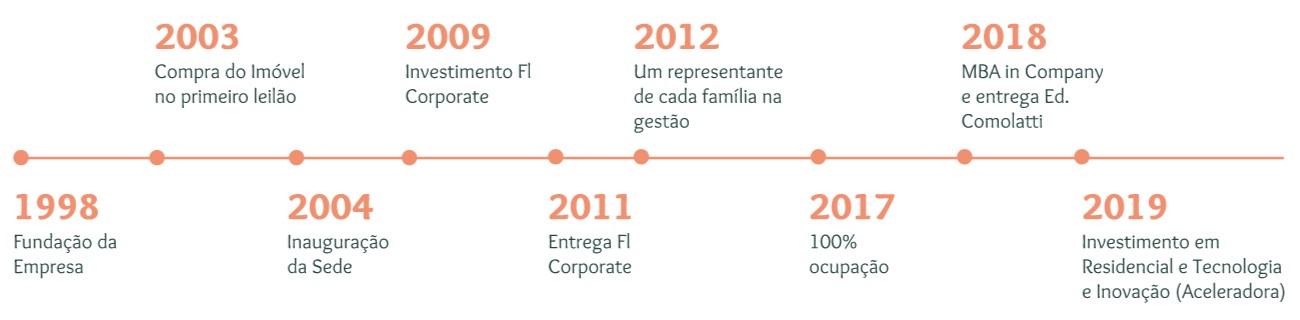 2003
Compra do Imóvel
no primeiro leilão
2009
Investimento Fl
Corporate
2012
Um representante
de cada família na
gestão
2018
MBA in Company
e entrega Ed.
Comolatti
1998
Fundação da
Empresa
2004
Inauguração
da Sede
2011
Entrega Fl
Corporate
2017
100%
ocupação
2019
Investimento em
Residencial e Tecnologia
e Inovação (Aceleradora)